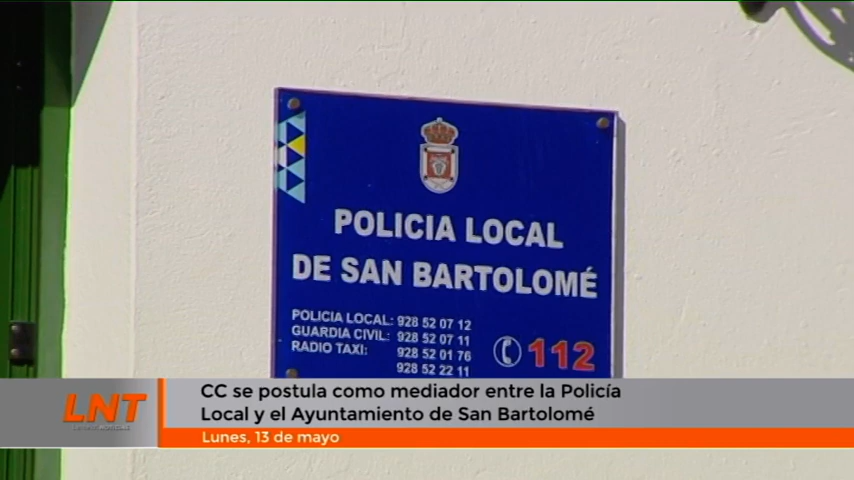 POLICIA LOCAL
DE SAN BARTOLOMÉ
POLICIA LOCAL: 928 52 07 12
GUARDIA CIVIL: 928 52 07 11
RADIO TAXI: 928 52 01 76
928 52 22 11
112
LNT
CC se postula como mediador entre la Policía
Local y el Ayuntamiento de San Bartolomé
Lunes, 13 de mayo